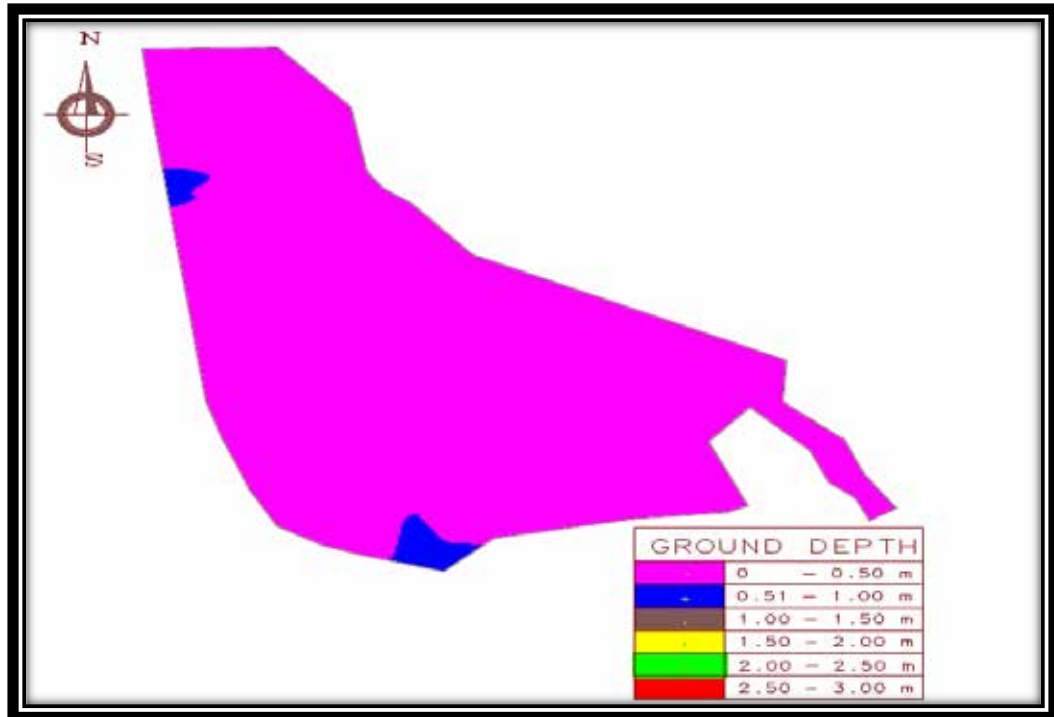 N
S
GROUND DEPTH
0 - 0.50 m
0.51 - 1.00 m
1.00 - 1.50 m
1.50 - 2.00 m
2.00 - 2.50 m
2.50 - 3.00 m